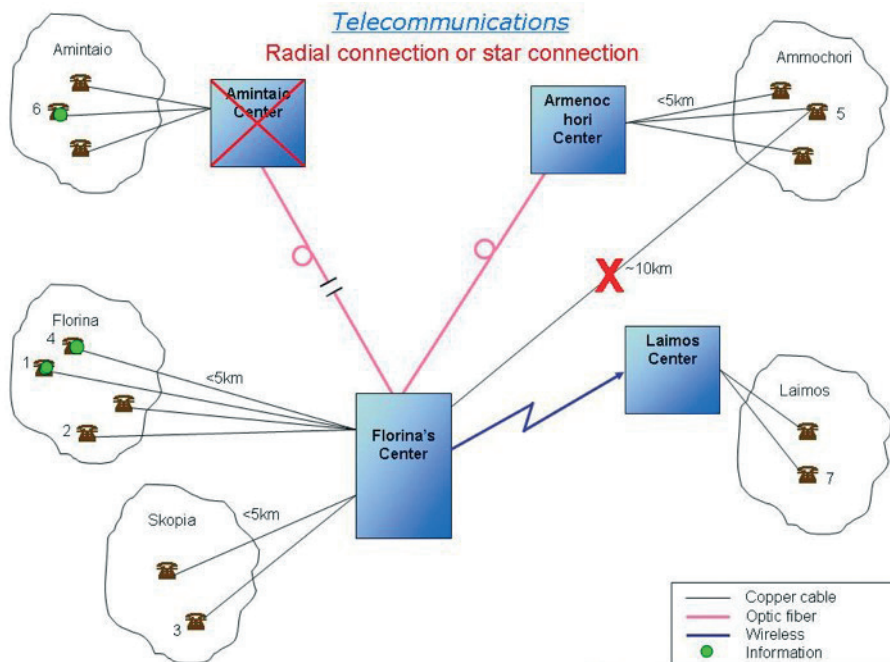 Telecommunications
Radial connection or star connection
Amintaio
6
Amintaio
Center
Armenoc
hori
Center
<5km
Ammochori
5
X ~10km
Florina
4
1
2
<5km
Florina's
Center
Laimos
Center
Laimos
7
Skopia
<5km
3
Copper cable
Optic fiber
Wireless
Information